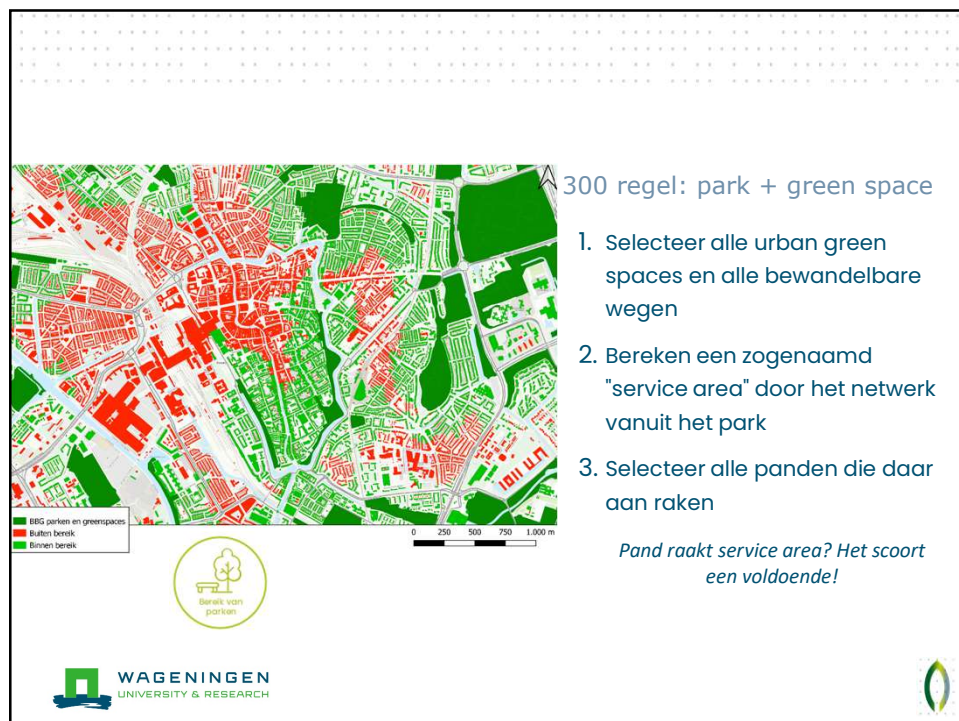 300 regel: park + green space
1. Selecteer alle urban green
spaces en alle bewandelbare
wegen
2. Bereken een zogenaamd
"service area" door het netwerk
vanuit het park
3. Selecteer alle panden die daar
aan raken
Pand raakt service area? Het scoort
een voldoende!
BBG parken en greenspaces
Buiten bereik
Binnen bereik
0 250 500 750 1.000 m
Bereik van
parken
WAGENINGEN
UNIVERSITY & RESEARCH